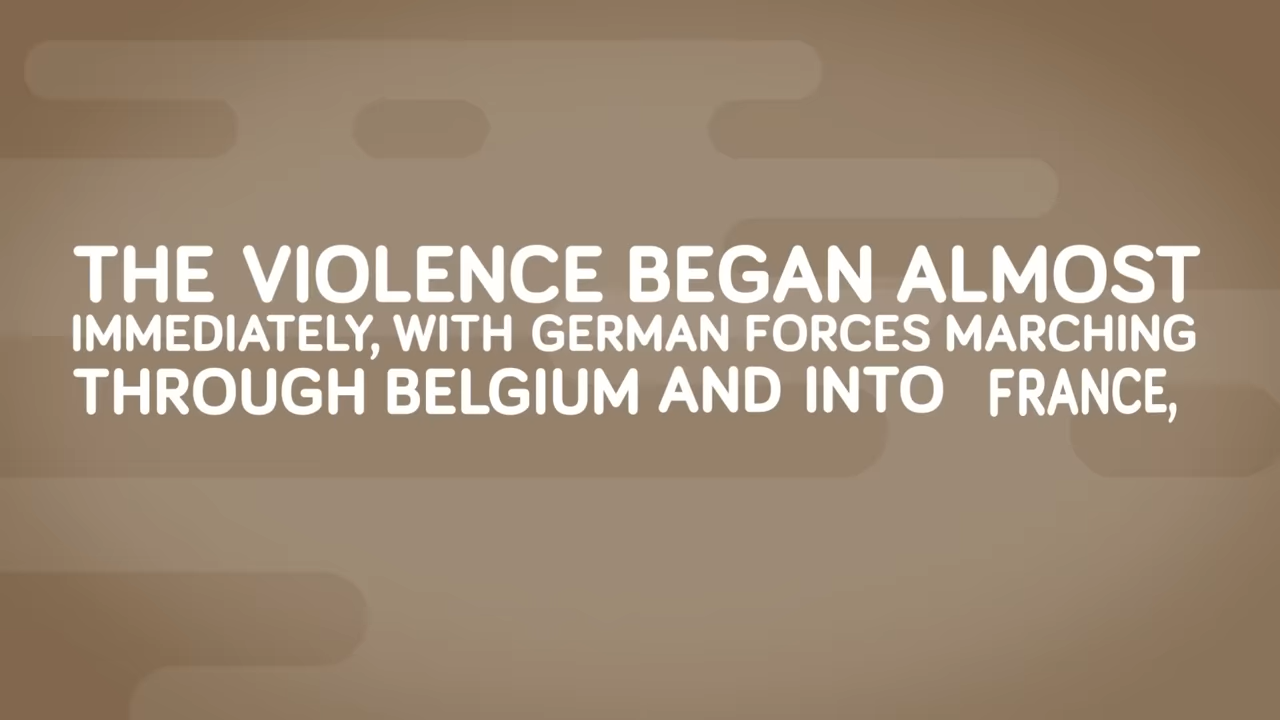 THE VIOLENCE BEGAN ALMOST
IMMEDIATELY, WITH GERMAN FORCES MARCHING
THROUGH BELGIUM AND INTO FRANCE,